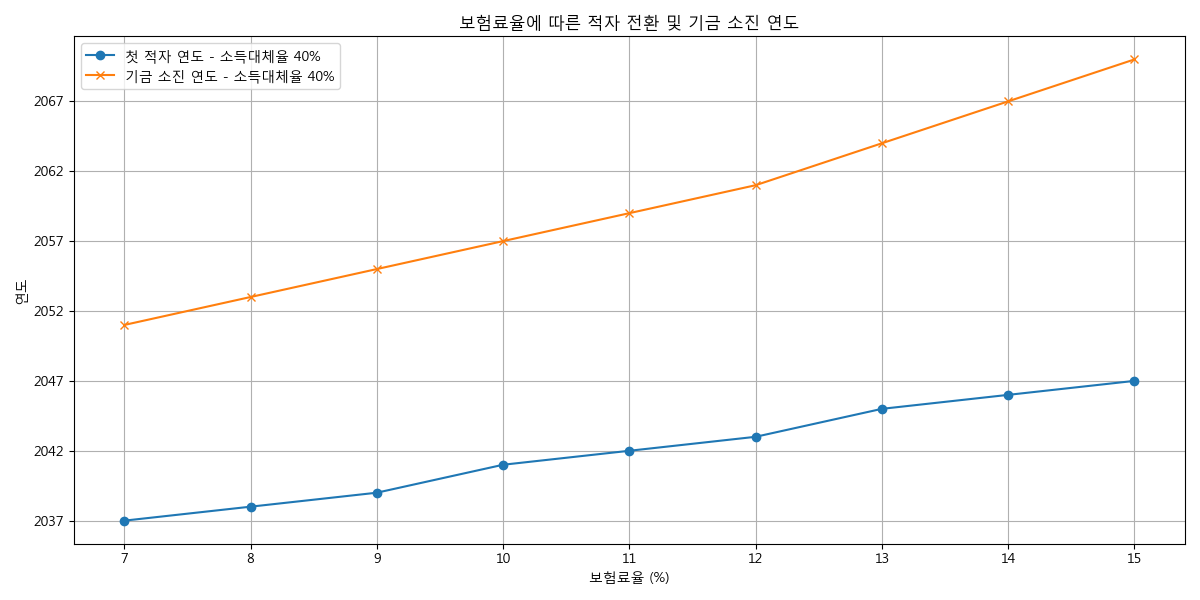 보험료율에 따른 적자 전환 및 기금 소진 연도
첫 적자 연도 - 소득대체율 40%
기금 소진 연도 - 소득대체율 40%
연도
2067
2062
2057
2052
2047
2042
2037
7 8 9 10 11 12 13 14 15
보험료율 (%)